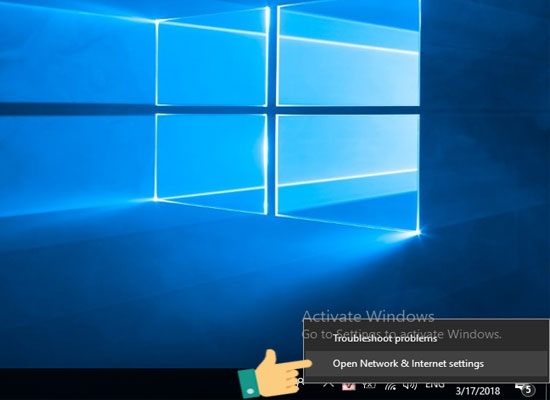 Activate Windows
Go to Settings to activate Windows.
Troubleshoot problems
Open Network & Internet settings
ENG
3/17/2018
5